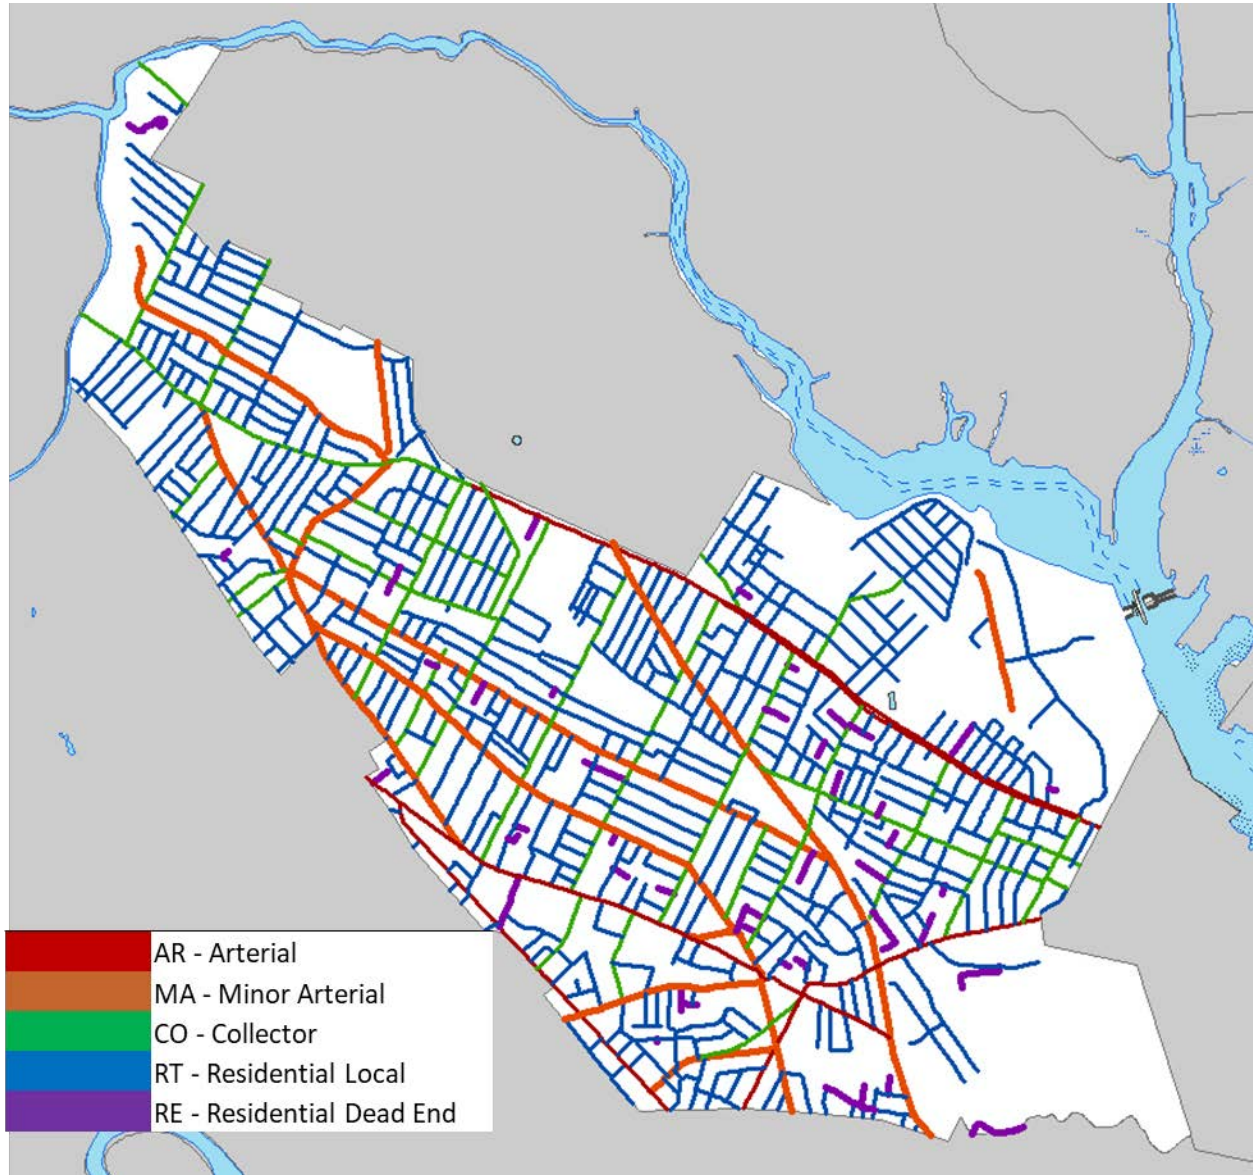 AR - Arterial
MA - Minor Arterial
CO - Collector
RT - Residential Local
RE - Residential Dead End